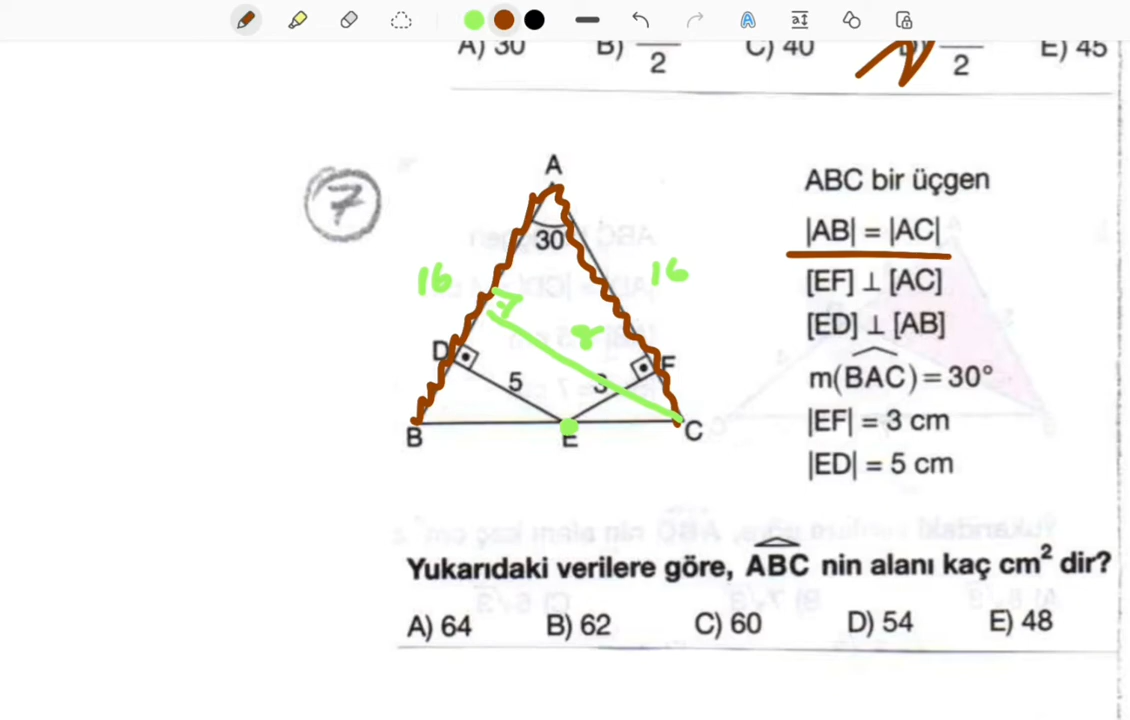 A) 30 B) — 2 C) 40 D) — 2 E) 45
7
A
30
16
16
7
8
D
F
5
3
B
E
C
ABC bir üçgen
|AB| = |AC|
[EF] ⊥ [AC]
[ED] ⊥ [AB]
m(BAC) = 30°
|EF| = 3 cm
|ED| = 5 cm
Yukarıdaki verilere göre, ABC nin alanı kaç cm² dir?
A) 64 B) 62 C) 60 D) 54 E) 48